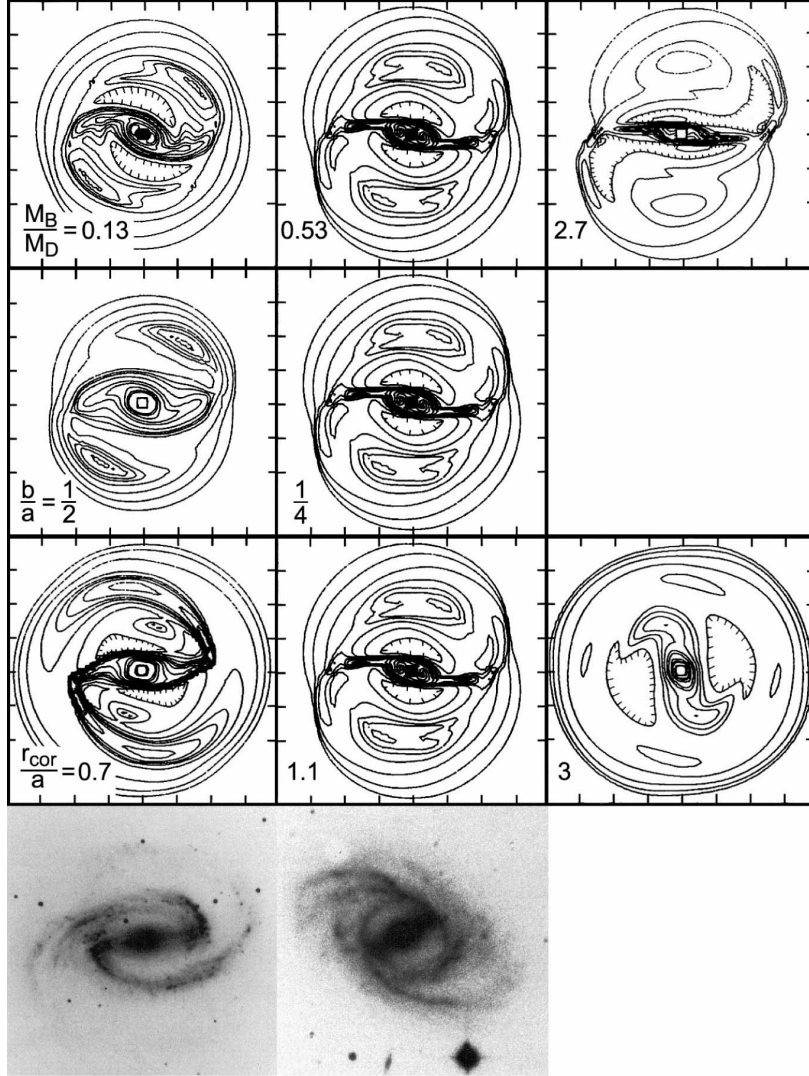 M_B/M_D = 0.13
0.53
2.7
b/a = 1/2
1/4
r_cor/a = 0.7
1.1
3